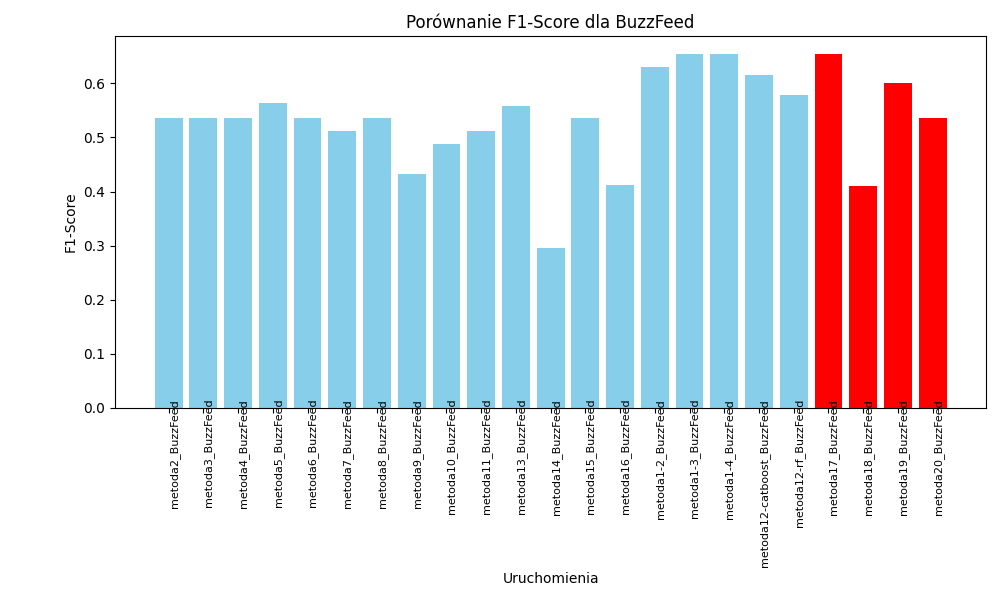 Porównanie F1-Score dla BuzzFeed
F1-Score
0.6
0.5
0.4
0.3
0.2
0.1
0.0
metoda2_BuzzFeed
metoda3_BuzzFeed
metoda4_BuzzFeed
metoda5_BuzzFeed
metoda6_BuzzFeed
metoda7_BuzzFeed
metoda8_BuzzFeed
metoda9_BuzzFeed
metoda10_BuzzFeed
metoda11_BuzzFeed
metoda13_BuzzFeed
metoda14_BuzzFeed
metoda15_BuzzFeed
metoda16_BuzzFeed
metoda1-2_BuzzFeed
metoda1-3_BuzzFeed
metoda1-4_BuzzFeed
metoda12-catboost_BuzzFeed
metoda12-rf_BuzzFeed
metoda17_BuzzFeed
metoda18_BuzzFeed
metoda19_BuzzFeed
metoda20_BuzzFeed
Uruchomienia